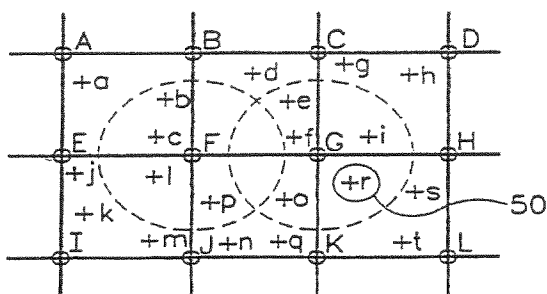 A B C D
+a +b +d +e +g +h
E +c F +f G +i H
+j +l +r +s
+k +p +o 50
I +m J +n +q K +t L